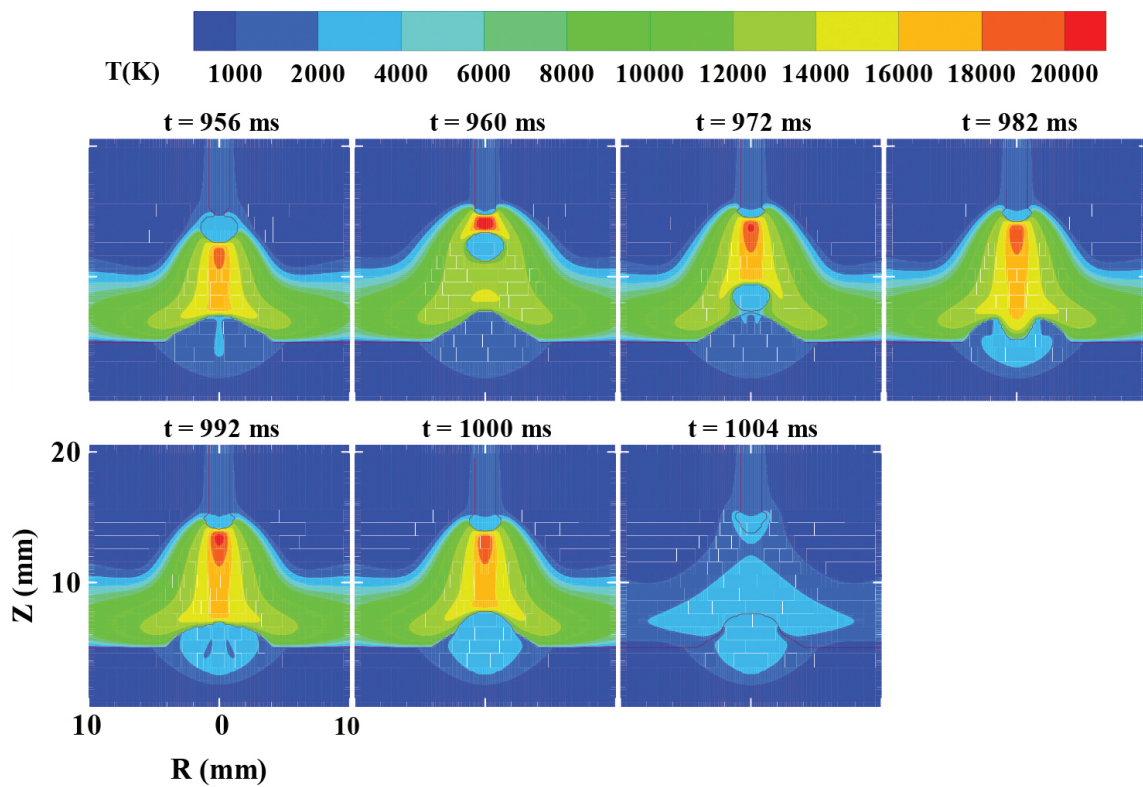 T(K) 1000 2000 4000 6000 8000 10000 12000 14000 16000 18000 20000
t = 956 ms t = 960 ms t = 972 ms t = 982 ms
t = 992 ms t = 1000 ms t = 1004 ms
20
10
Z (mm)
10 0 10
R (mm)